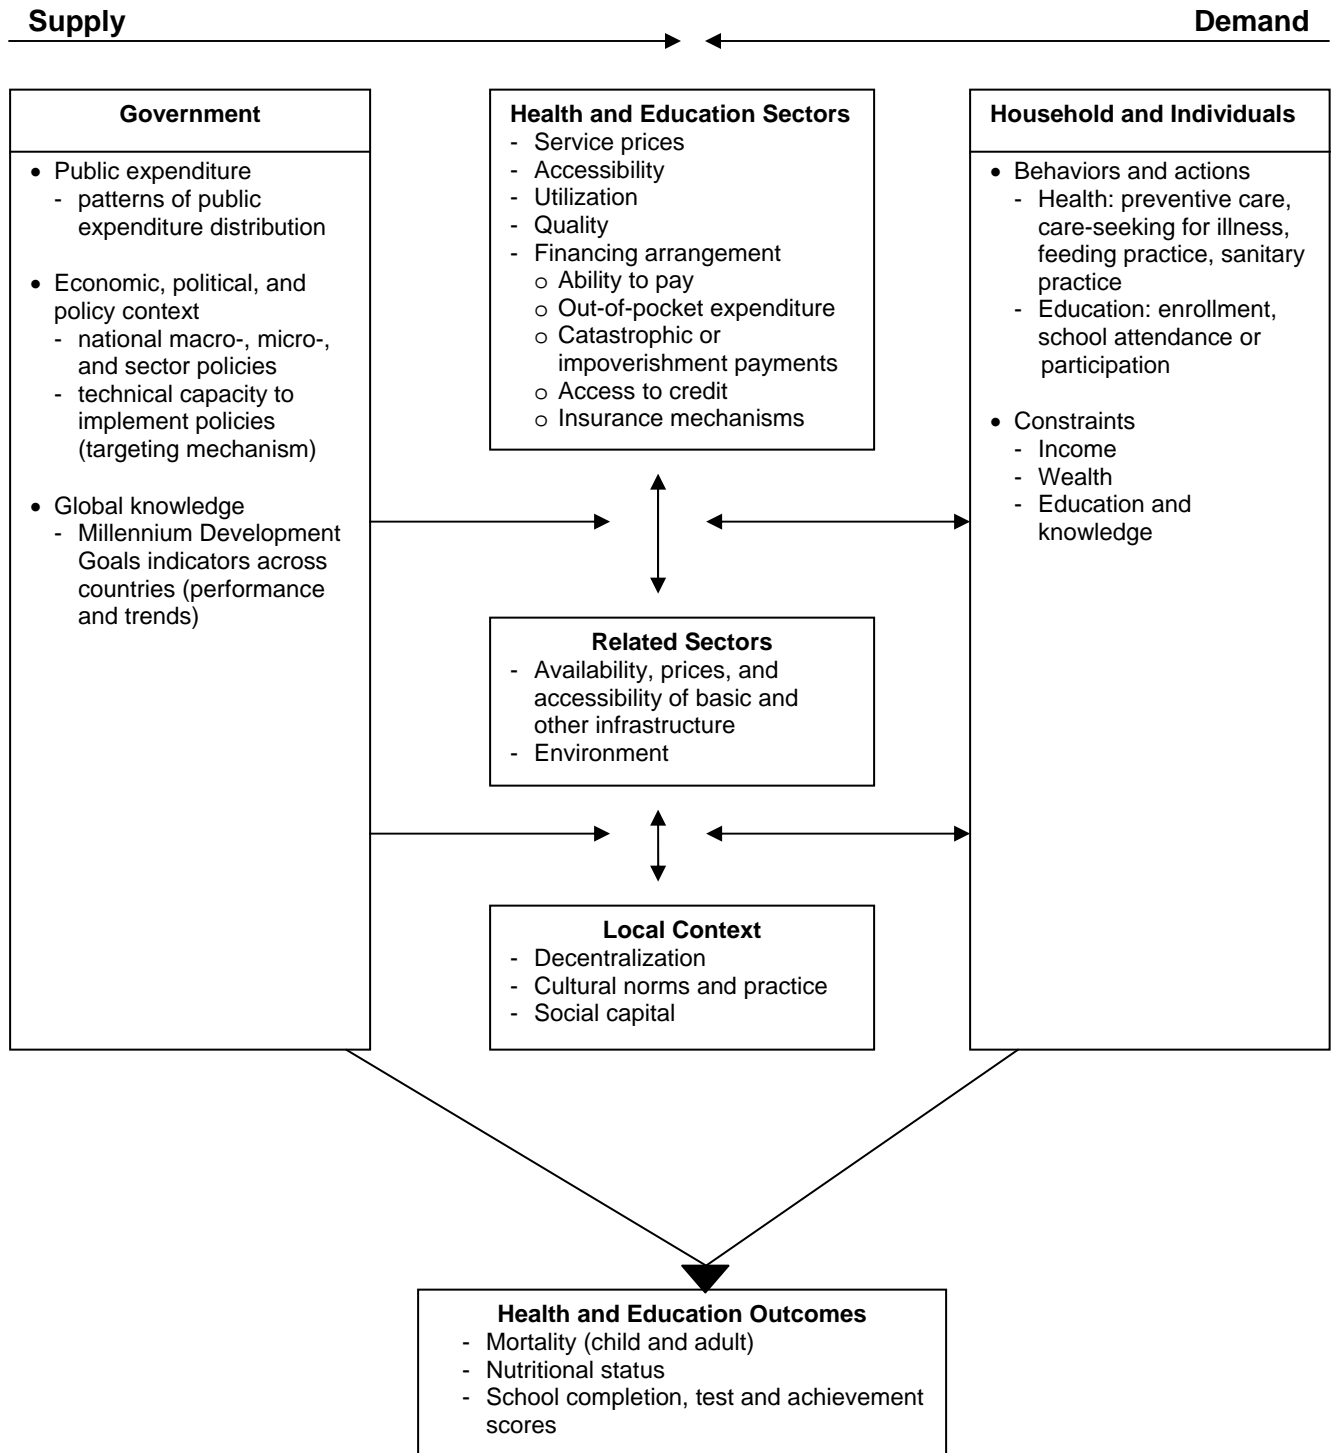 Supply
Demand
Government
• Public expenditure
- patterns of public
expenditure distribution
• Economic, political, and
policy context
- national macro-, micro-,
and sector policies
- technical capacity to
implement policies
(targeting mechanism)
• Global knowledge
- Millennium Development
Goals indicators across
countries (performance
and trends)
Health and Education Sectors
- Service prices
- Accessibility
- Utilization
- Quality
- Financing arrangement
o Ability to pay
o Out-of-pocket expenditure
o Catastrophic or
impoverishment payments
o Access to credit
o Insurance mechanisms
Related Sectors
- Availability, prices, and
accessibility of basic and
other infrastructure
- Environment
Local Context
- Decentralization
- Cultural norms and practice
- Social capital
Household and Individuals
• Behaviors and actions
- Health: preventive care,
care-seeking for illness,
feeding practice, sanitary
practice
- Education: enrollment,
school attendance or
participation
• Constraints
- Income
- Wealth
- Education and
knowledge
Health and Education Outcomes
- Mortality (child and adult)
- Nutritional status
- School completion, test and achievement
scores